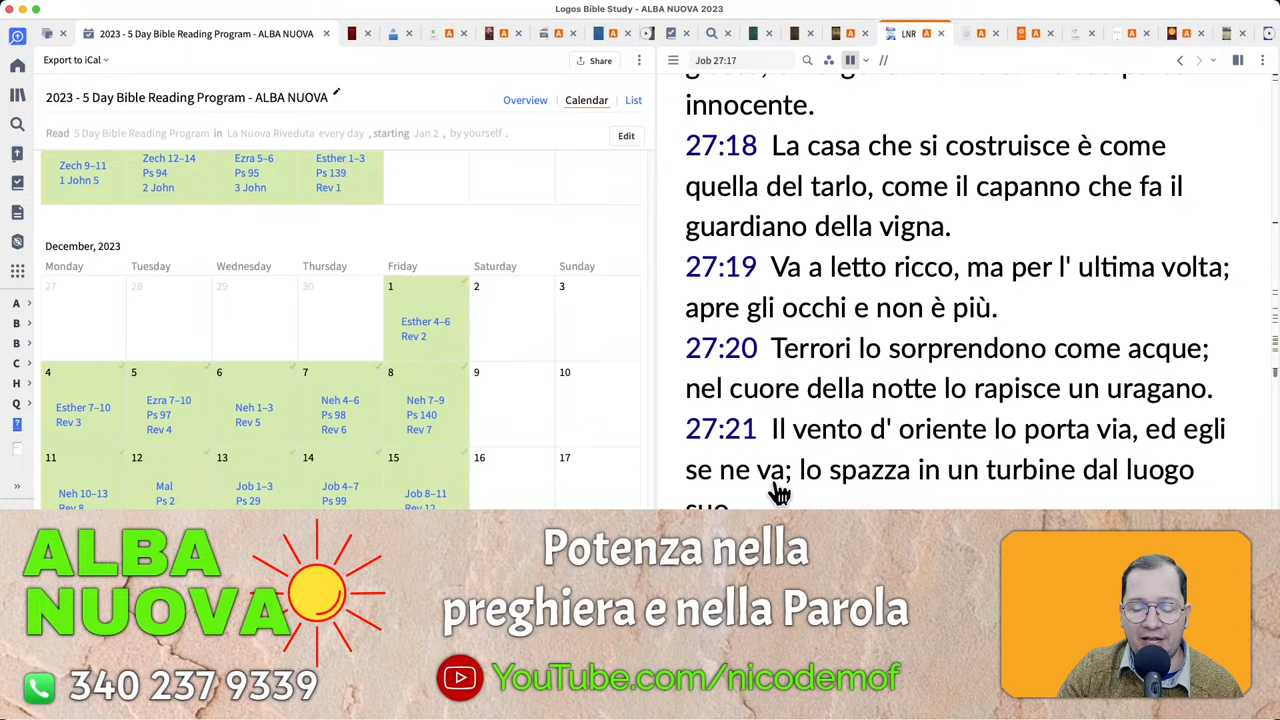 Logos Bible Study - ALBA NUOVA 2023
2023 - 5 Day Bible Reading Program - ALBA NUOVA
LNR
Export to iCal
Share
Job 27:17
2023 - 5 Day Bible Reading Program - ALBA NUOVA
Overview
Calendar
List
Read 5 Day Bible Reading Program in La Nuova Riveduta every day , starting Jan 2 , by yourself .
Edit
Zech 9–11
1 John 5
Zech 12–14
Ps 94
2 John
Ezra 5–6
Ps 95
3 John
Esther 1–3
Ps 139
Rev 1
December, 2023
Monday Tuesday Wednesday Thursday Friday Saturday Sunday
27 28 29 30 1 2 3
Esther 4–6
Rev 2
4 5 6 7 8 9 10
Esther 7–10
Rev 3
Ezra 7–10
Ps 97
Rev 4
Neh 1–3
Rev 5
Neh 4–6
Ps 98
Rev 6
Neh 7–9
Ps 140
Rev 7
11 12 13 14 15 16 17
Neh 10–13
Rev 8
Mal
Ps 2
Job 1–3
Ps 29
Job 4–7
Ps 99
Job 8–11
Rev 12
A
B
B
C
H
Q
innocente.
27:18 La casa che si costruisce è come
quella del tarlo, come il capanno che fa il
guardiano della vigna.
27:19 Va a letto ricco, ma per l' ultima volta;
apre gli occhi e non è più.
27:20 Terrori lo sorprendono come acque;
nel cuore della notte lo rapisce un uragano.
27:21 Il vento d' oriente lo porta via, ed egli
se ne va; lo spazza in un turbine dal luogo
suo.
ALBA
NUOVA
340 237 9339
Potenza nella
preghiera e nella Parola
YouTube.com/nicodemof